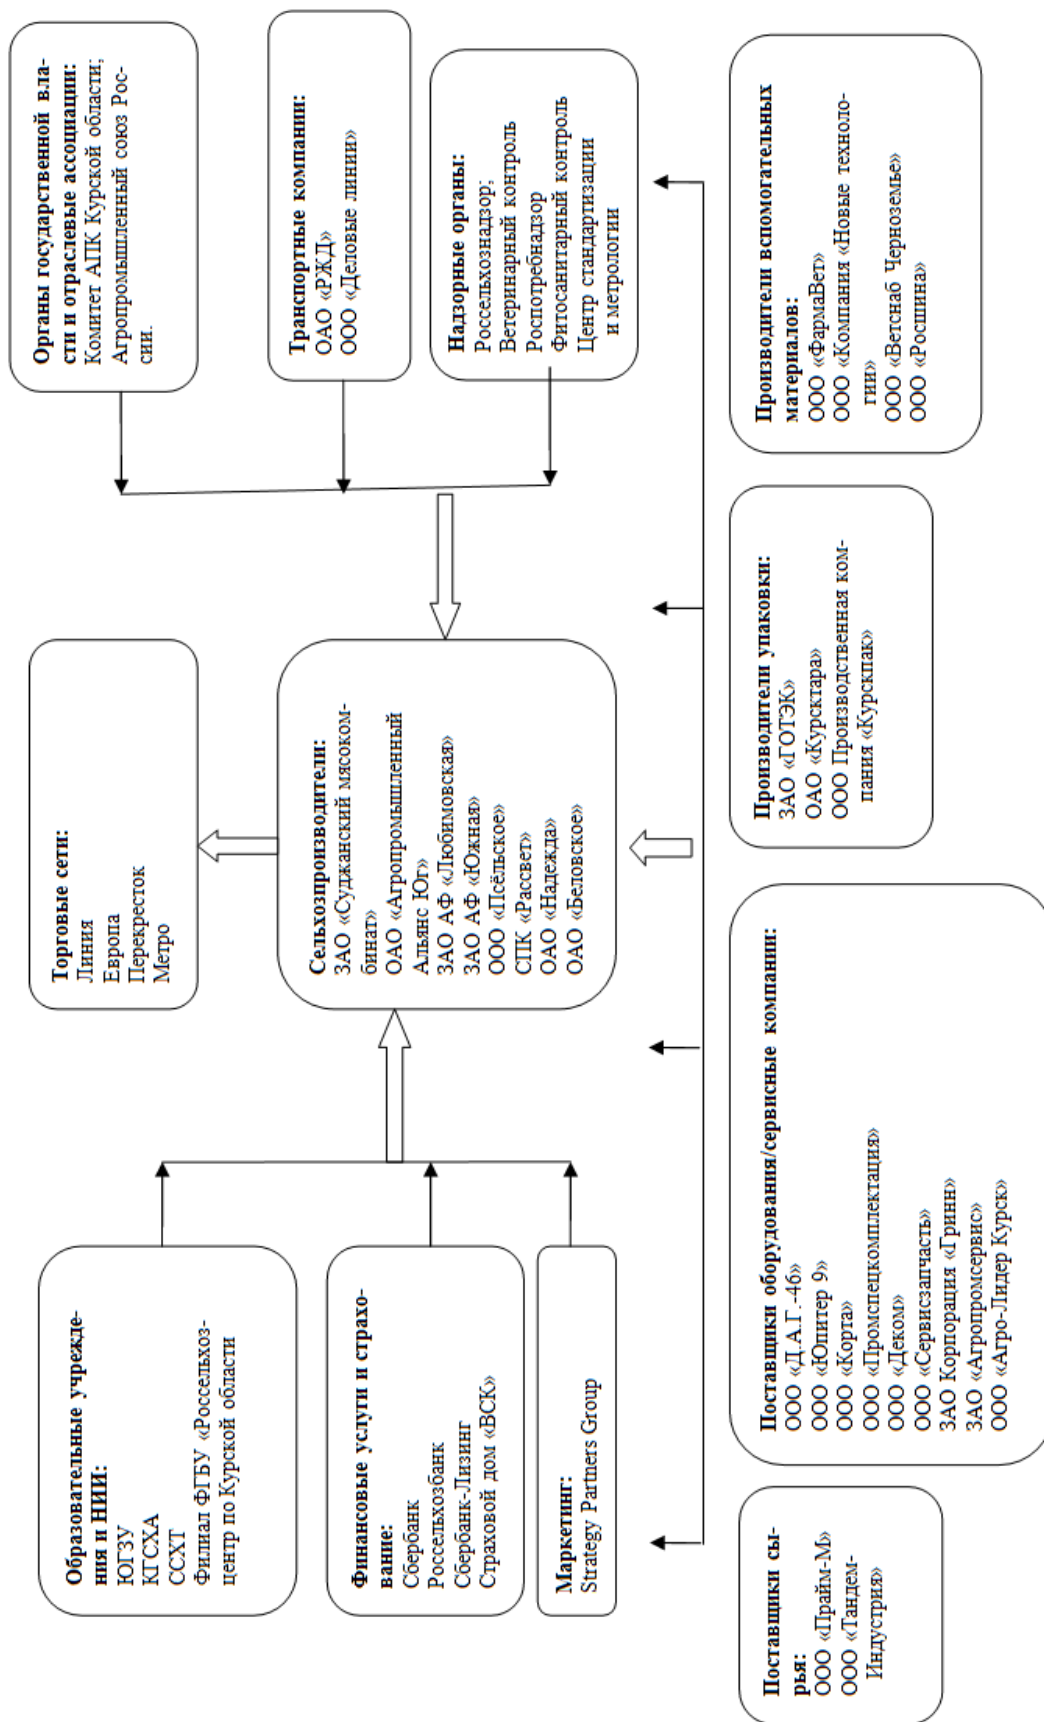 Образовательные учрежде-
ния и НИИ:
ЮГЗУ
КГСХА
ССХТ
Филиал ФГБУ «Россельхоз-
центр по Курской области
Финансовые услуги и страхо-
вание:
Сбербанк
Россельхозбанк
Сбербанк-Лизинг
Страховой дом «ВСК»
Маркетинг:
Strategy Partners Group
Торговые сети:
Линия
Европа
Перекресток
Метро
Сельхозпроизводители:
ЗАО «Суджанский мясоком-
бинат»
ОАО «Агропромышленный
Альянс Юг»
ЗАО АФ «Любимовская»
ЗАО АФ «Южная»
ООО «Псёльское»
СПК «Рассвет»
ОАО «Надежда»
ОАО «Беловское»
Органы государственной вла-
сти и отраслевые ассоциации:
Комитет АПК Курской области;
Агропромышленный союз Рос-
сии.
Транспортные компании:
ОАО «РЖД»
ООО «Деловые линии»
Надзорные органы:
Россельхознадзор;
Ветеринарный контроль
Роспотребнадзор
Фитосанитарный контроль
Центр стандартизации
и метрологии
Поставщики сы-
рья:
ООО «Прайм-М»
ООО «Тандем-
Индустрия»
Поставщики оборудования/сервисные компании:
ООО «Д.А.Г.-46»
ООО «Юпитер 9»
ООО «Корта»
ООО «Промспецкомплектация»
ООО «Деком»
ООО «Сервисзапчасть»
ЗАО Корпорация «Гринн»
ЗАО «Агропромсервис»
ООО «Агро-Лидер Курск»
Производители упаковки:
ЗАО «ГОТЭК»
ОАО «Курсктара»
ООО Производственная ком-
пания «Курскпак»
Производители вспомогательных
материалов:
ООО «ФармаВет»
ООО «Компания «Новые техноло-
гии»
ООО «Ветснаб Черноземье»
ООО «Росшина»